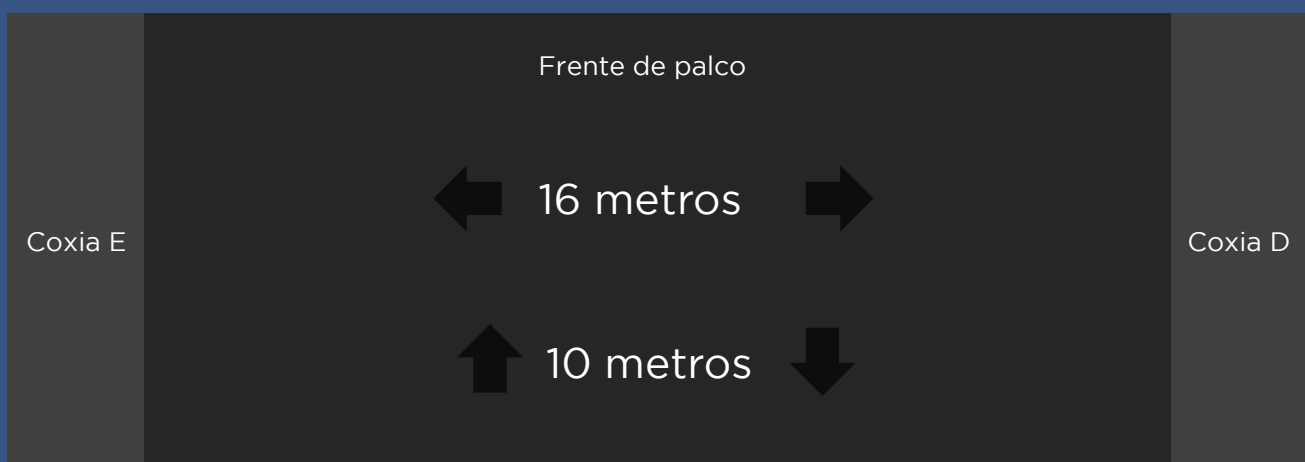 Frente de palco
16 metros
Coxia E
Coxia D
10 metros